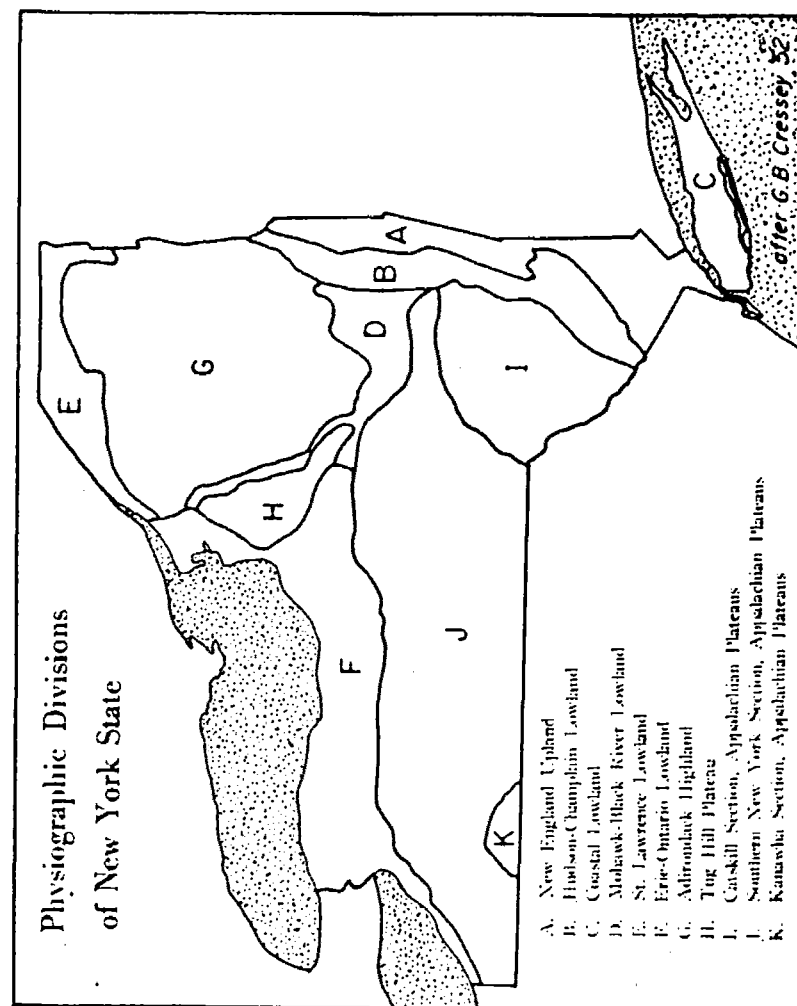 Physiographic Divisions
of New York State
E
G
H
D
B
A
F
I
J
K
C
A. New England Upland
B. Hudson-Champlain Lowland
C. Coastal Lowland
D. Mohawk-Black River Lowland
E. St. Lawrence Lowland
F. Erie-Ontario Lowland
G. Adirondack Highland
H. Tug Hill Plateau
I. Catskill Section, Appalachian Plateaus
J. Southern New York Section, Appalachian Plateaus
K. Kanawha Section, Appalachian Plateaus
after G B Cressey '52